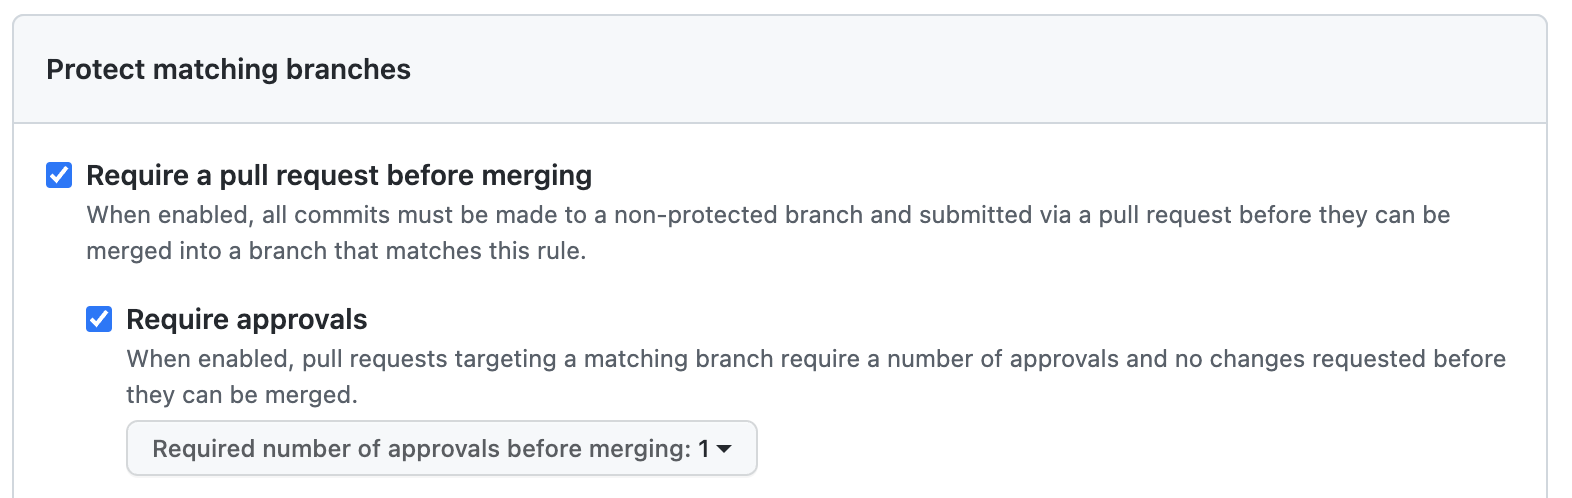 Protect matching branches
Require a pull request before merging
When enabled, all commits must be made to a non-protected branch and submitted via a pull request before they can be
merged into a branch that matches this rule.
Require approvals
When enabled, pull requests targeting a matching branch require a number of approvals and no changes requested before
they can be merged.
Required number of approvals before merging: 1